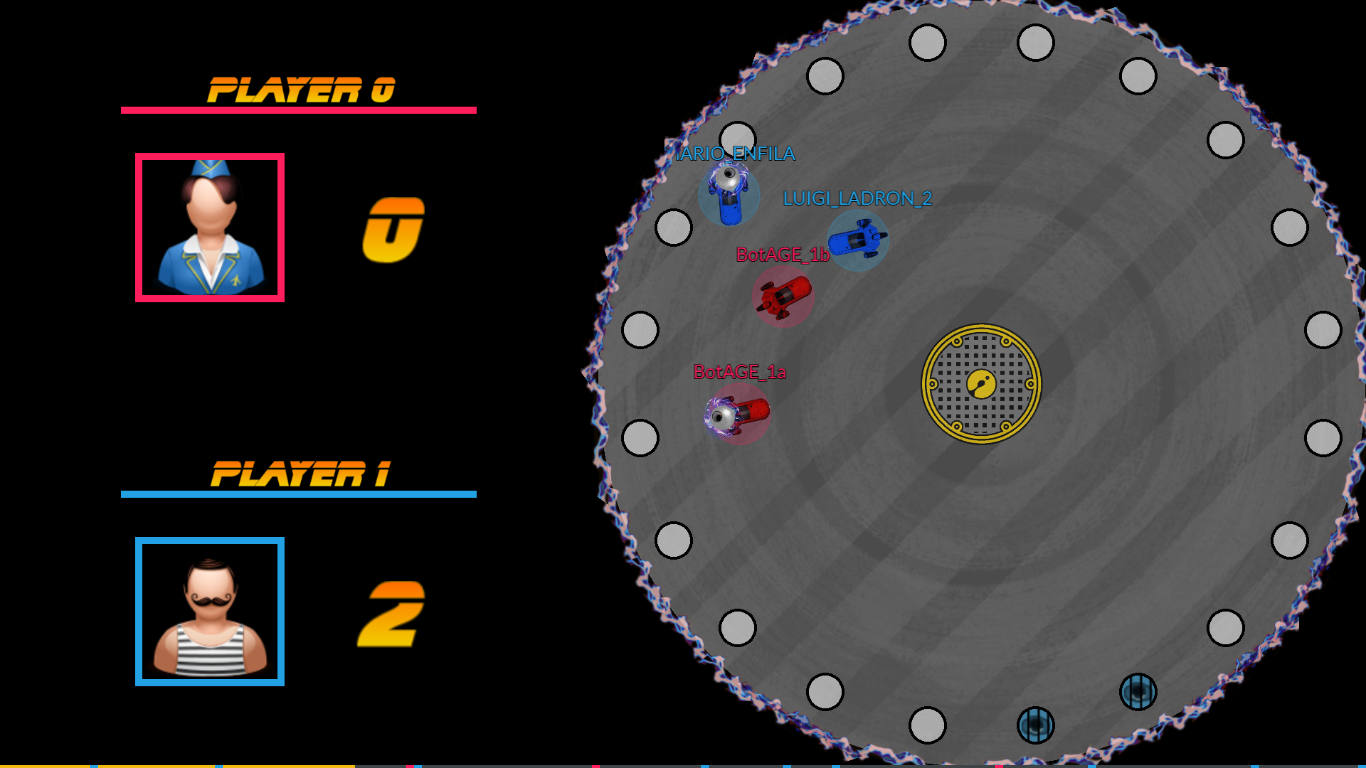 PLAYER 0
0
PLAYER 1
2
IARIO_ENFILA
LUIGI_LADRON_2
BotAGE_1b
BotAGE_1a